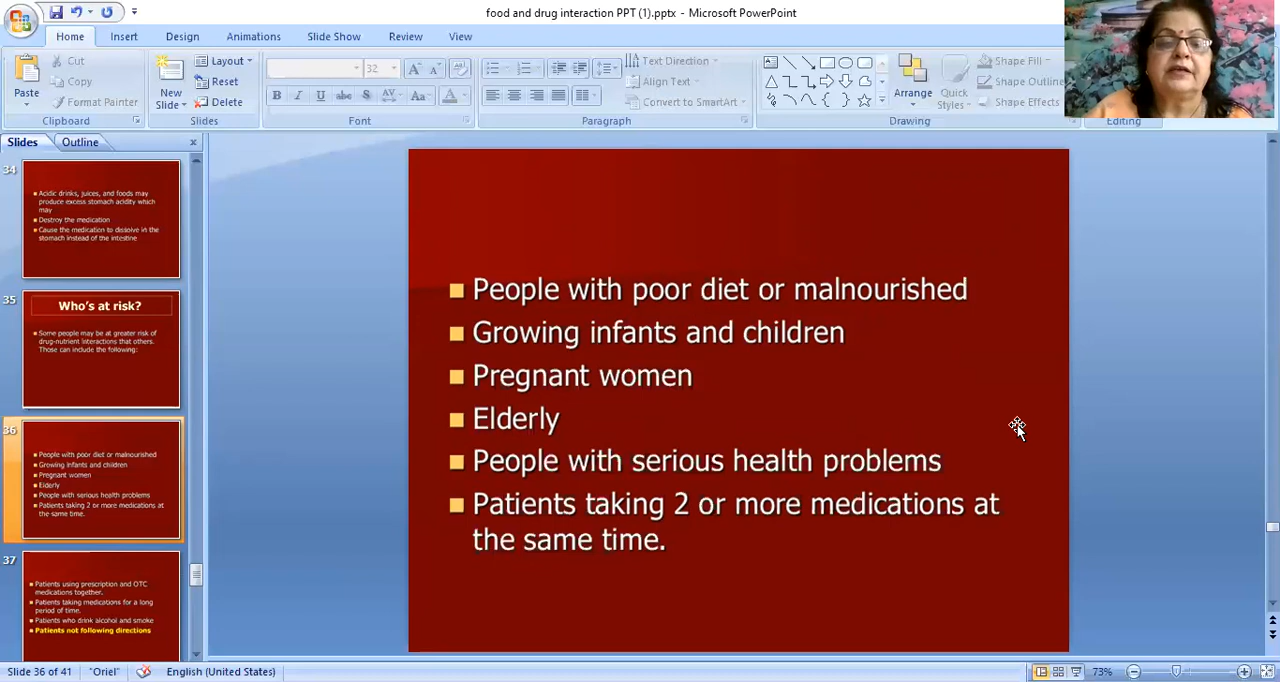 food and drug interaction PPT (1).pptx - Microsoft PowerPoint
Home Insert Design Animations Slide Show Review View
Paste
Cut
Copy
Format Painter
Clipboard
New Slide
Layout
Reset
Delete
Slides
32
Font
Text Direction
Align Text
Convert to SmartArt
Paragraph
Arrange
Quick Styles
Shape Fill
Shape Outline
Shape Effects
Drawing
Editing
Slides Outline
34
Acidic drinks, juices, and foods may
produce excess stomach acidity which
may
Destroy the medication
Cause the medication to dissolve in the
stomach instead of the intestine
35
Who's at risk?
Some people may be at greater risk of
drug-nutrient interactions that others.
Those can include the following:
36
People with poor diet or malnourished
Growing infants and children
Pregnant women
Elderly
People with serious health problems
Patients taking 2 or more medications at
the same time.
37
Patients using prescription and OTC
medications together.
Patients taking medications for a long
period of time.
Patients who drink alcohol and smoke
Patients not following directions
People with poor diet or malnourished
Growing infants and children
Pregnant women
Elderly
People with serious health problems
Patients taking 2 or more medications at
the same time.
Slide 36 of 41 "Oriel" English (United States) 73%